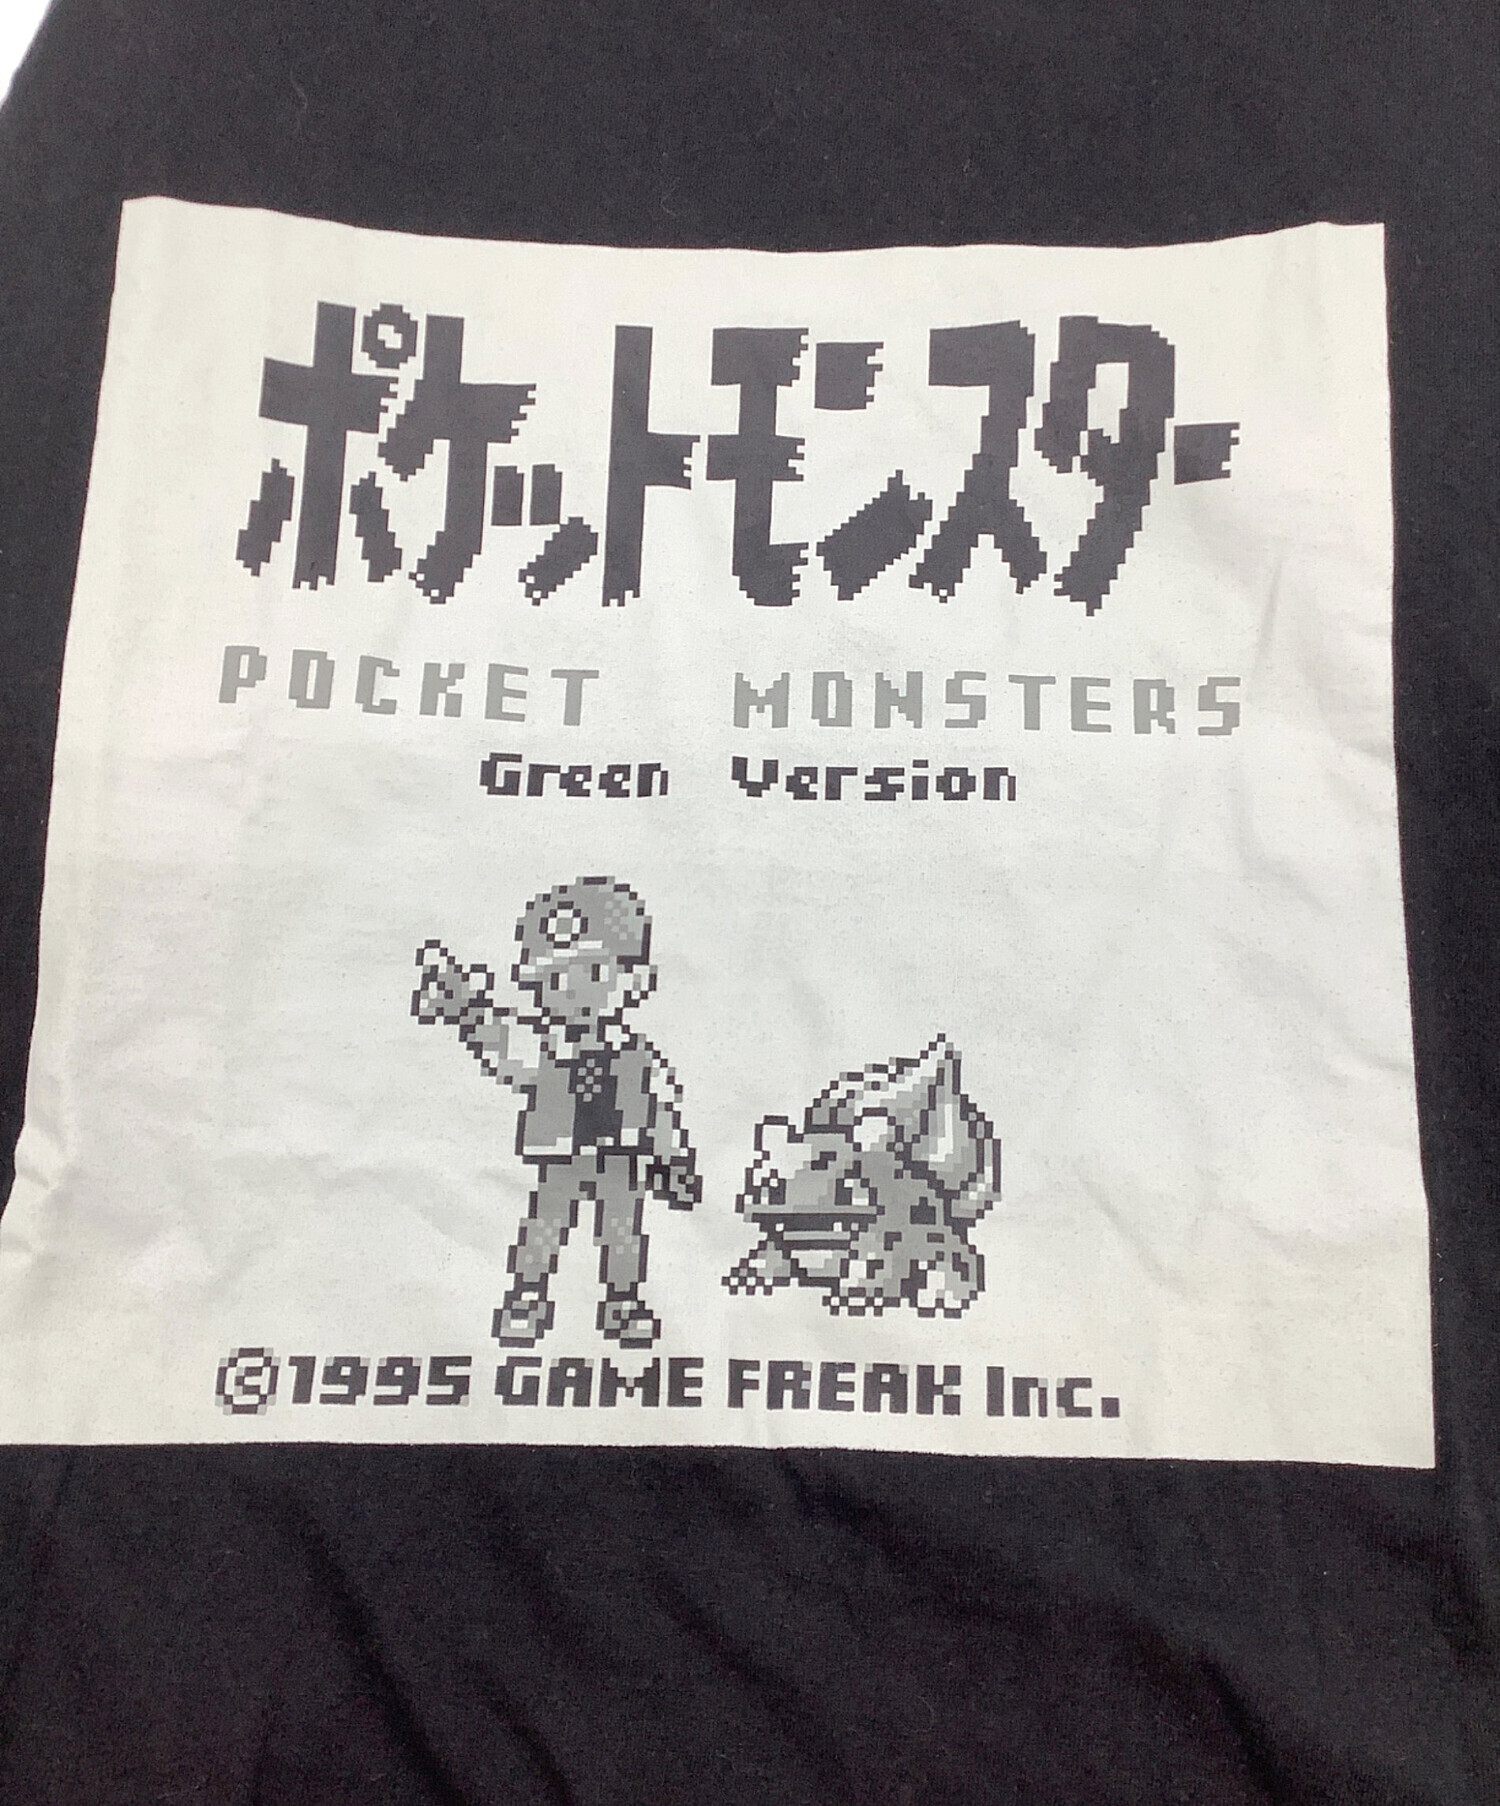 ポケットモンスター
POCKET MONSTERS
Green Version
©1995 GAME FREAK Inc.